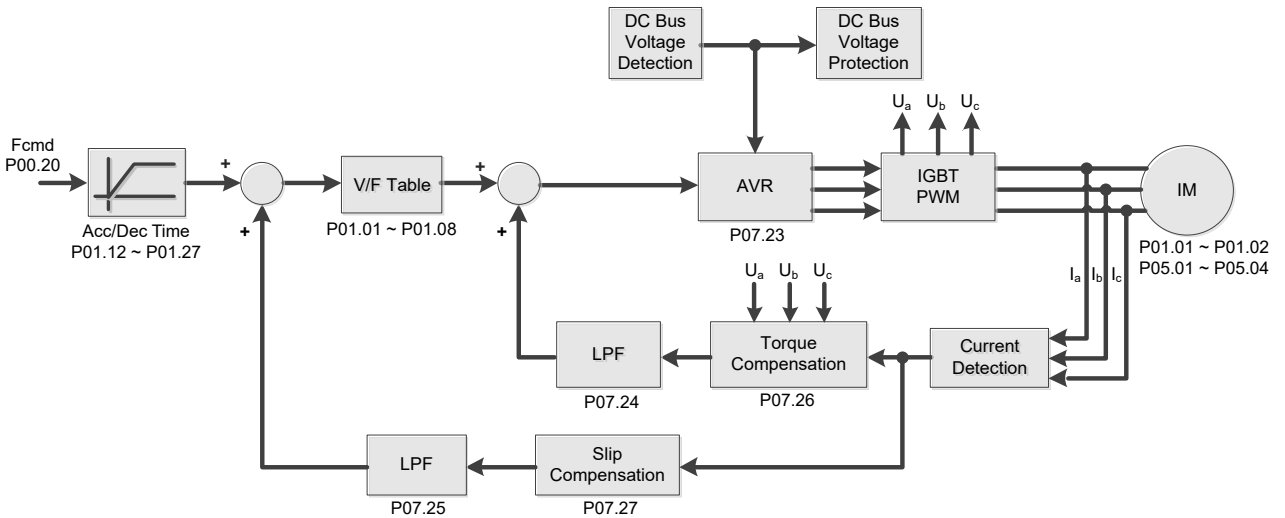 DC Bus
Voltage
Detection
DC Bus
Voltage
Protection
Ua
Ub
Uc
Fcmd
P00.20
+
+
V/F Table
AVR
IGBT
PWM
IM
Acc/Dec Time
P01.12 ~ P01.27
+
P01.01 ~ P01.08
+
P07.23
P01.01 ~ P01.02
P05.01 ~ P05.04
Ua
Ub
Uc
Ia
Ib
Ic
LPF
Torque
Compensation
Current
Detection
P07.24
P07.26
LPF
Slip
Compensation
P07.25
P07.27